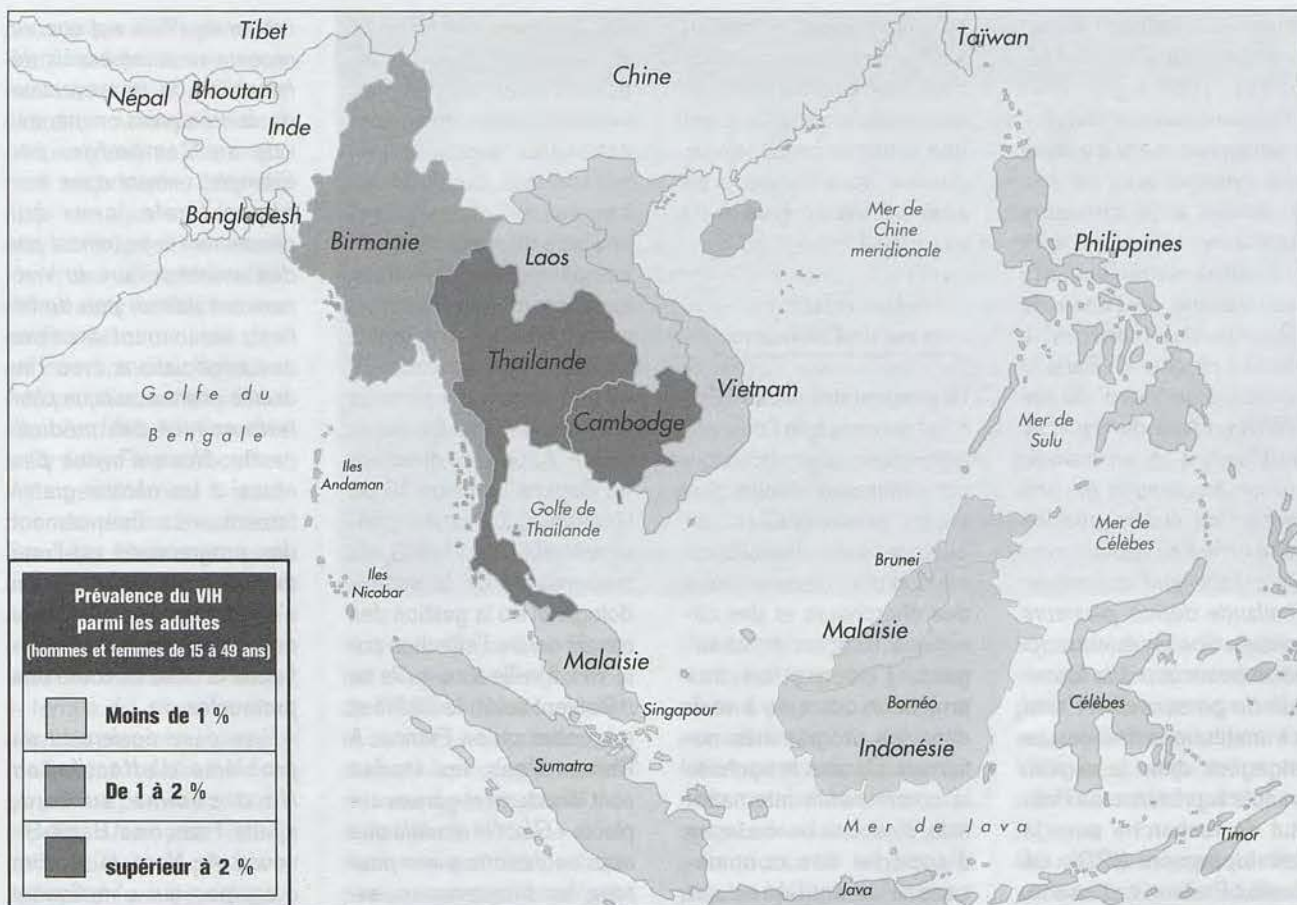 Tibet
Taïwan
Chine
Népal
Bhoutan
Inde
Bangladesh
Birmanie
Laos
Mer de
Chine
meridionale
Philippines
Thailande
Vietnam
Cambodge
Golfe du
Bengale
Mer de
Sulu
Iles
Andaman
Golfe de
Thailande
Mer de
Célèbes
Iles
Nicobar
Brunei
Malaisie
Malaisie
Singapour
Bornéo
Célèbes
Indonésie
Sumatra
Mer de Java
Timor
Java
Prévalence du VIH
parmi les adultes
(hommes et femmes de 15 à 49 ans)
Moins de 1 %
De 1 à 2 %
supérieur à 2 %